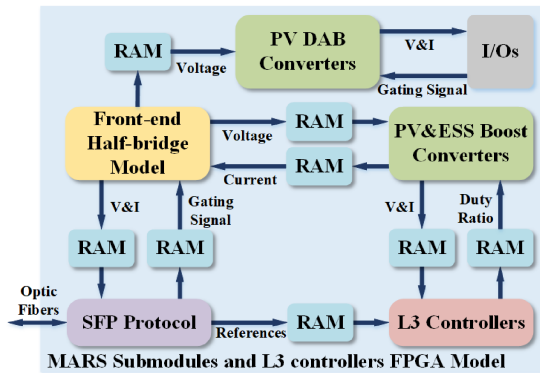 RAM
Voltage
PV DAB
Converters
V&I
Gating Signal
I/Os
Front-end
Half-bridge
Model
Voltage
RAM
Current
RAM
PV&ESS Boost
Converters
V&I
RAM
Gating
Signal
RAM
V&I
RAM
Duty
Ratio
RAM
Optic
Fibers
SFP Protocol
References
RAM
L3 Controllers
MARS Submodules and L3 controllers FPGA Model